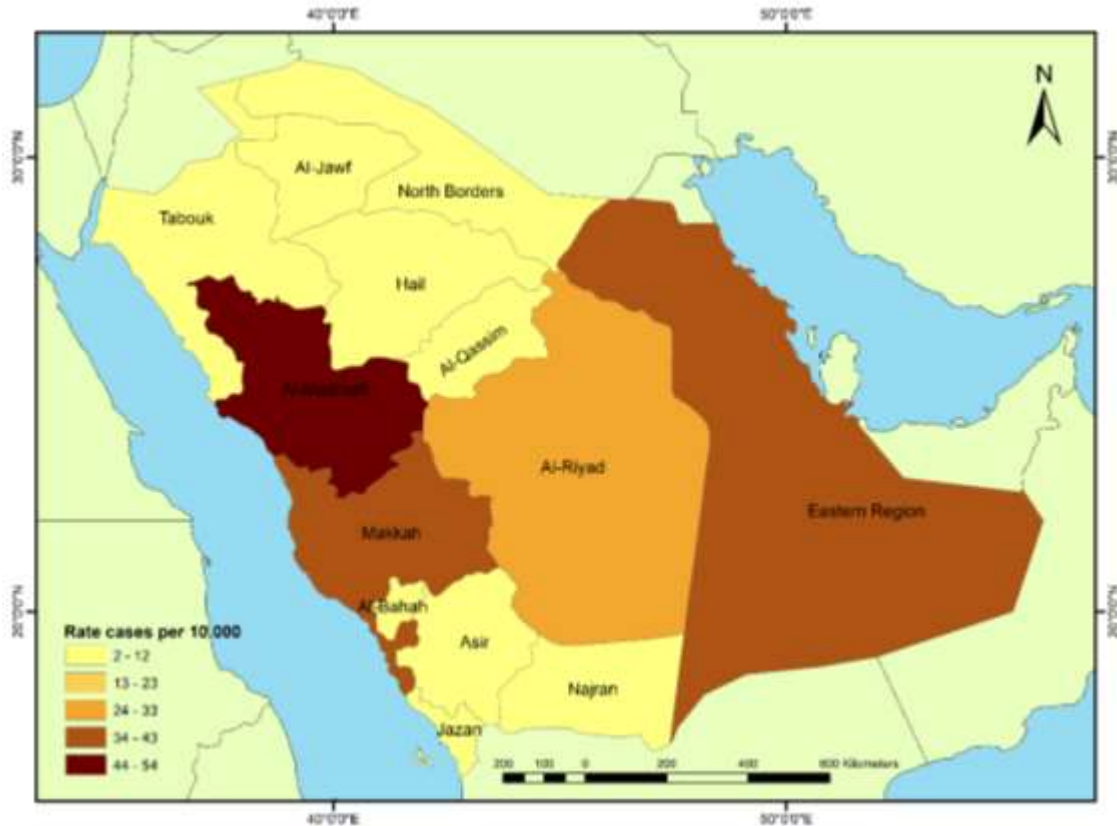 40°0'0"E
50°0'0"E
N
30°0'0"N
30°0'0"N
Al-Jawf
North Borders
Tabouk
Hail
Al-Qassim
Al-Riyad
Eastern Region
Makkah
20°0'0"N
20°0'0"N
Al-Bahah
Asir
Najran
Jazan
Rate cases per 10,000
2 - 12
13 - 23
24 - 33
34 - 43
44 - 54
200 100 0 200 400 600 Kilometers
40°0'0"E
50°0'0"E